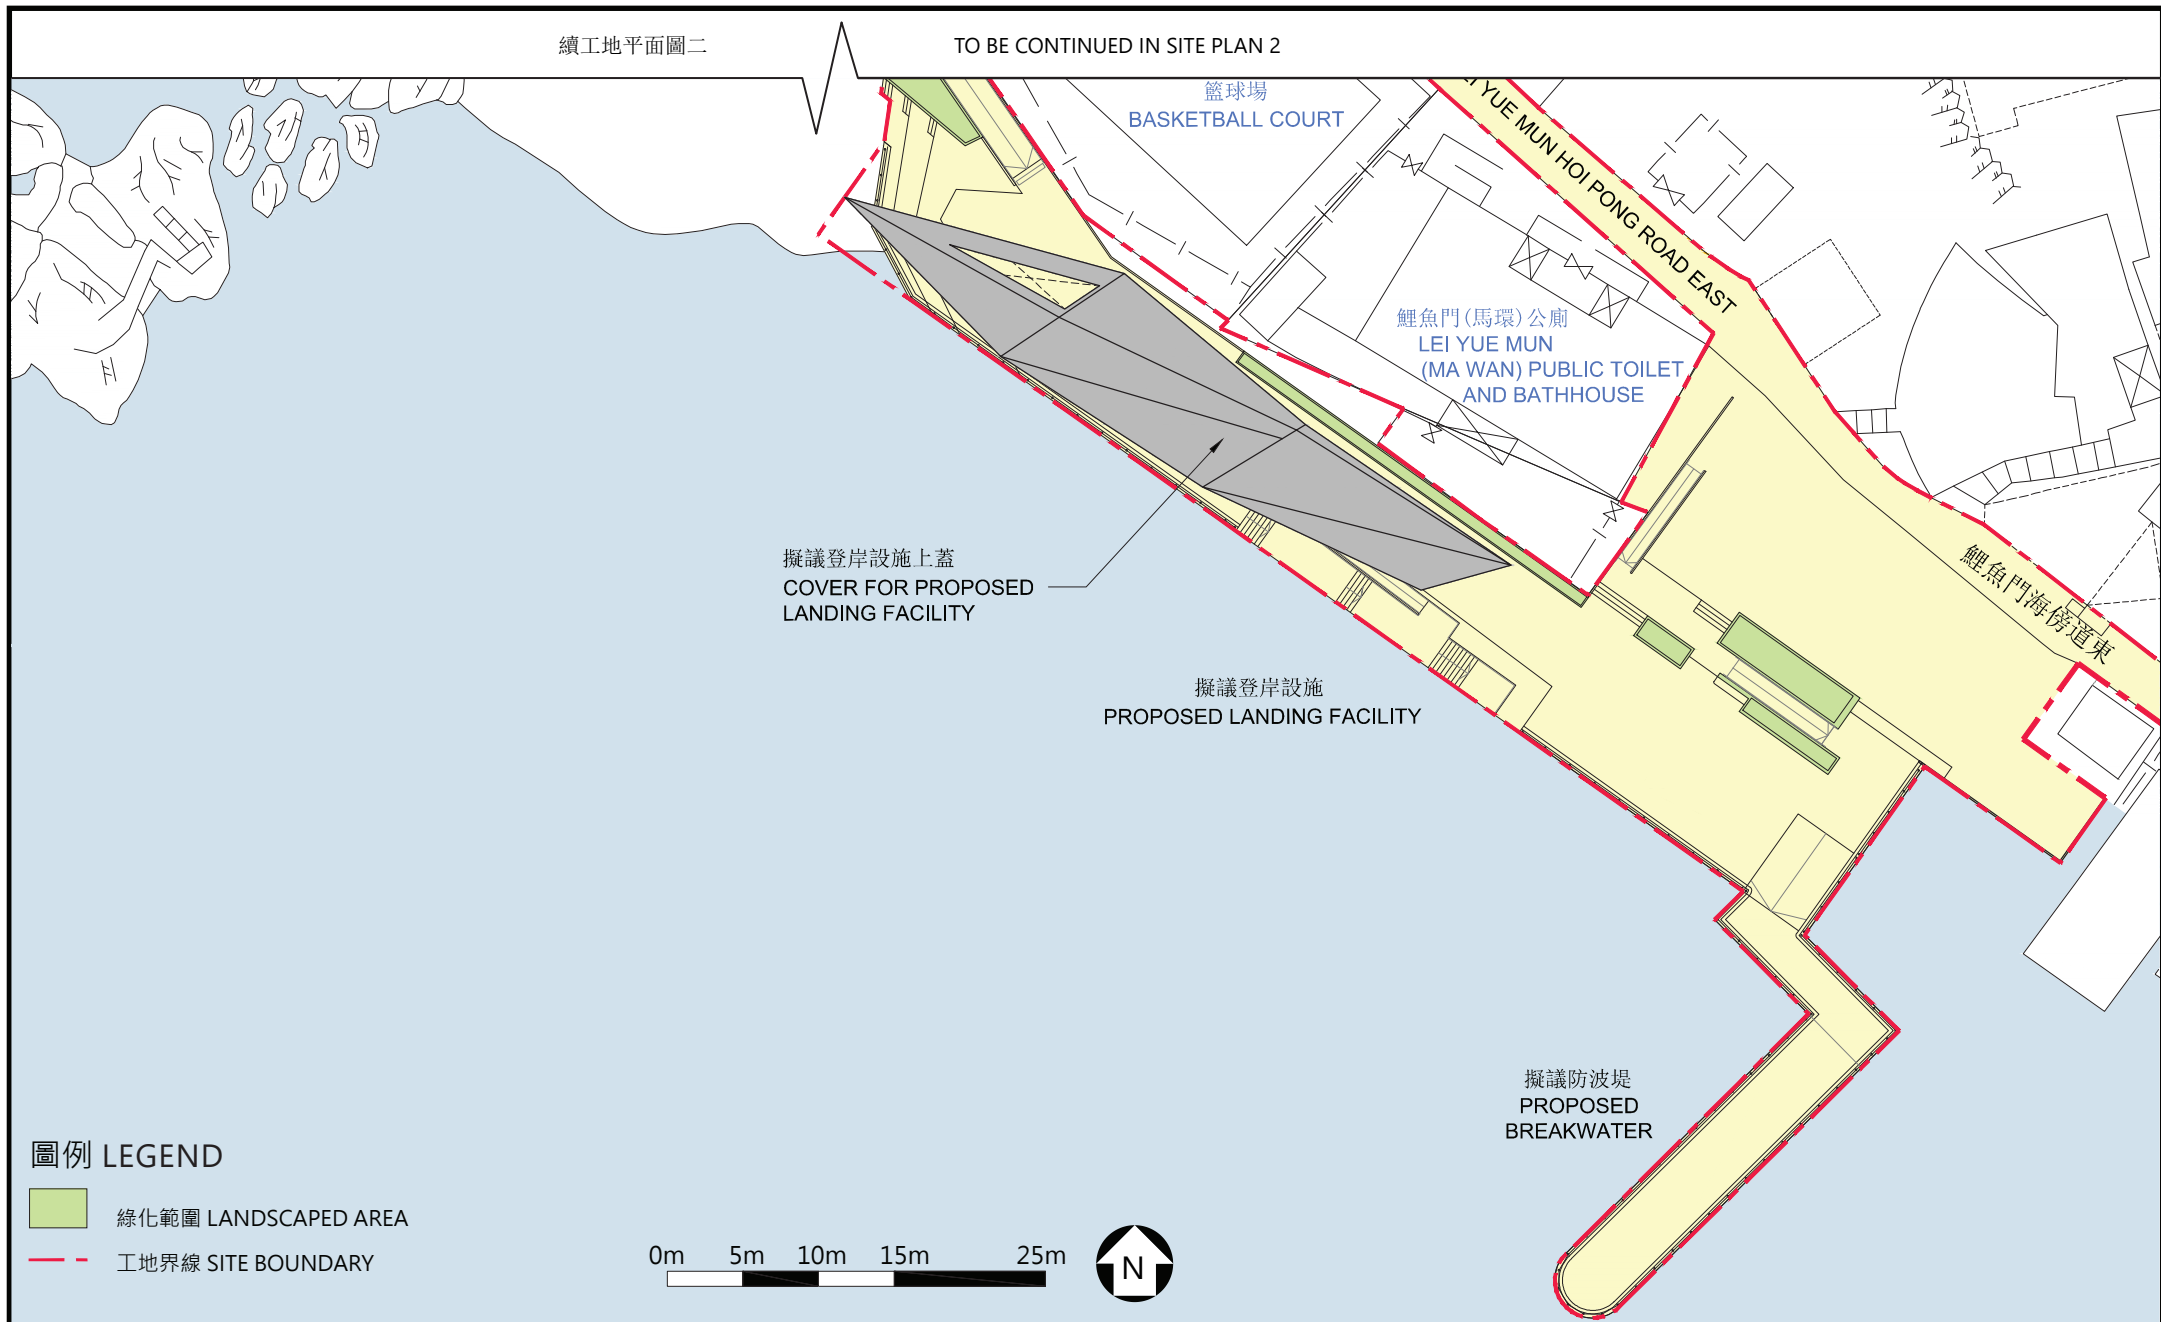 續工地平面圖二
TO BE CONTINUED IN SITE PLAN 2
籃球場
BASKETBALL COURT
LEI YUE MUN HOI PONG ROAD EAST
鯉魚門(馬環)公廁
LEI YUE MUN
(MA WAN) PUBLIC TOILET
AND BATHHOUSE
擬議登岸設施上蓋
COVER FOR PROPOSED
LANDING FACILITY
鯉魚門海傍道東
擬議登岸設施
PROPOSED LANDING FACILITY
擬議防波堤
PROPOSED
BREAKWATER
圖例 LEGEND
綠化範圍 LANDSCAPED AREA
工地界線 SITE BOUNDARY
0m 5m 10m 15m 25m
N